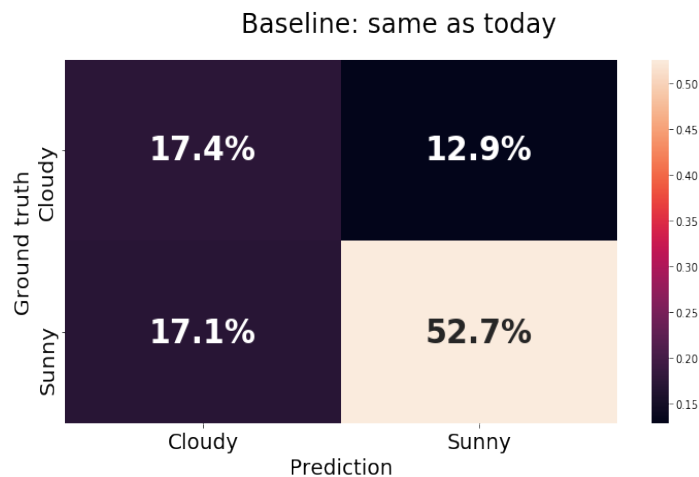 Baseline: same as today
Ground truth
Cloudy
Sunny
17.4%
12.9%
17.1%
52.7%
Cloudy
Sunny
Prediction
0.50
0.45
0.40
0.35
0.30
0.25
0.20
0.15